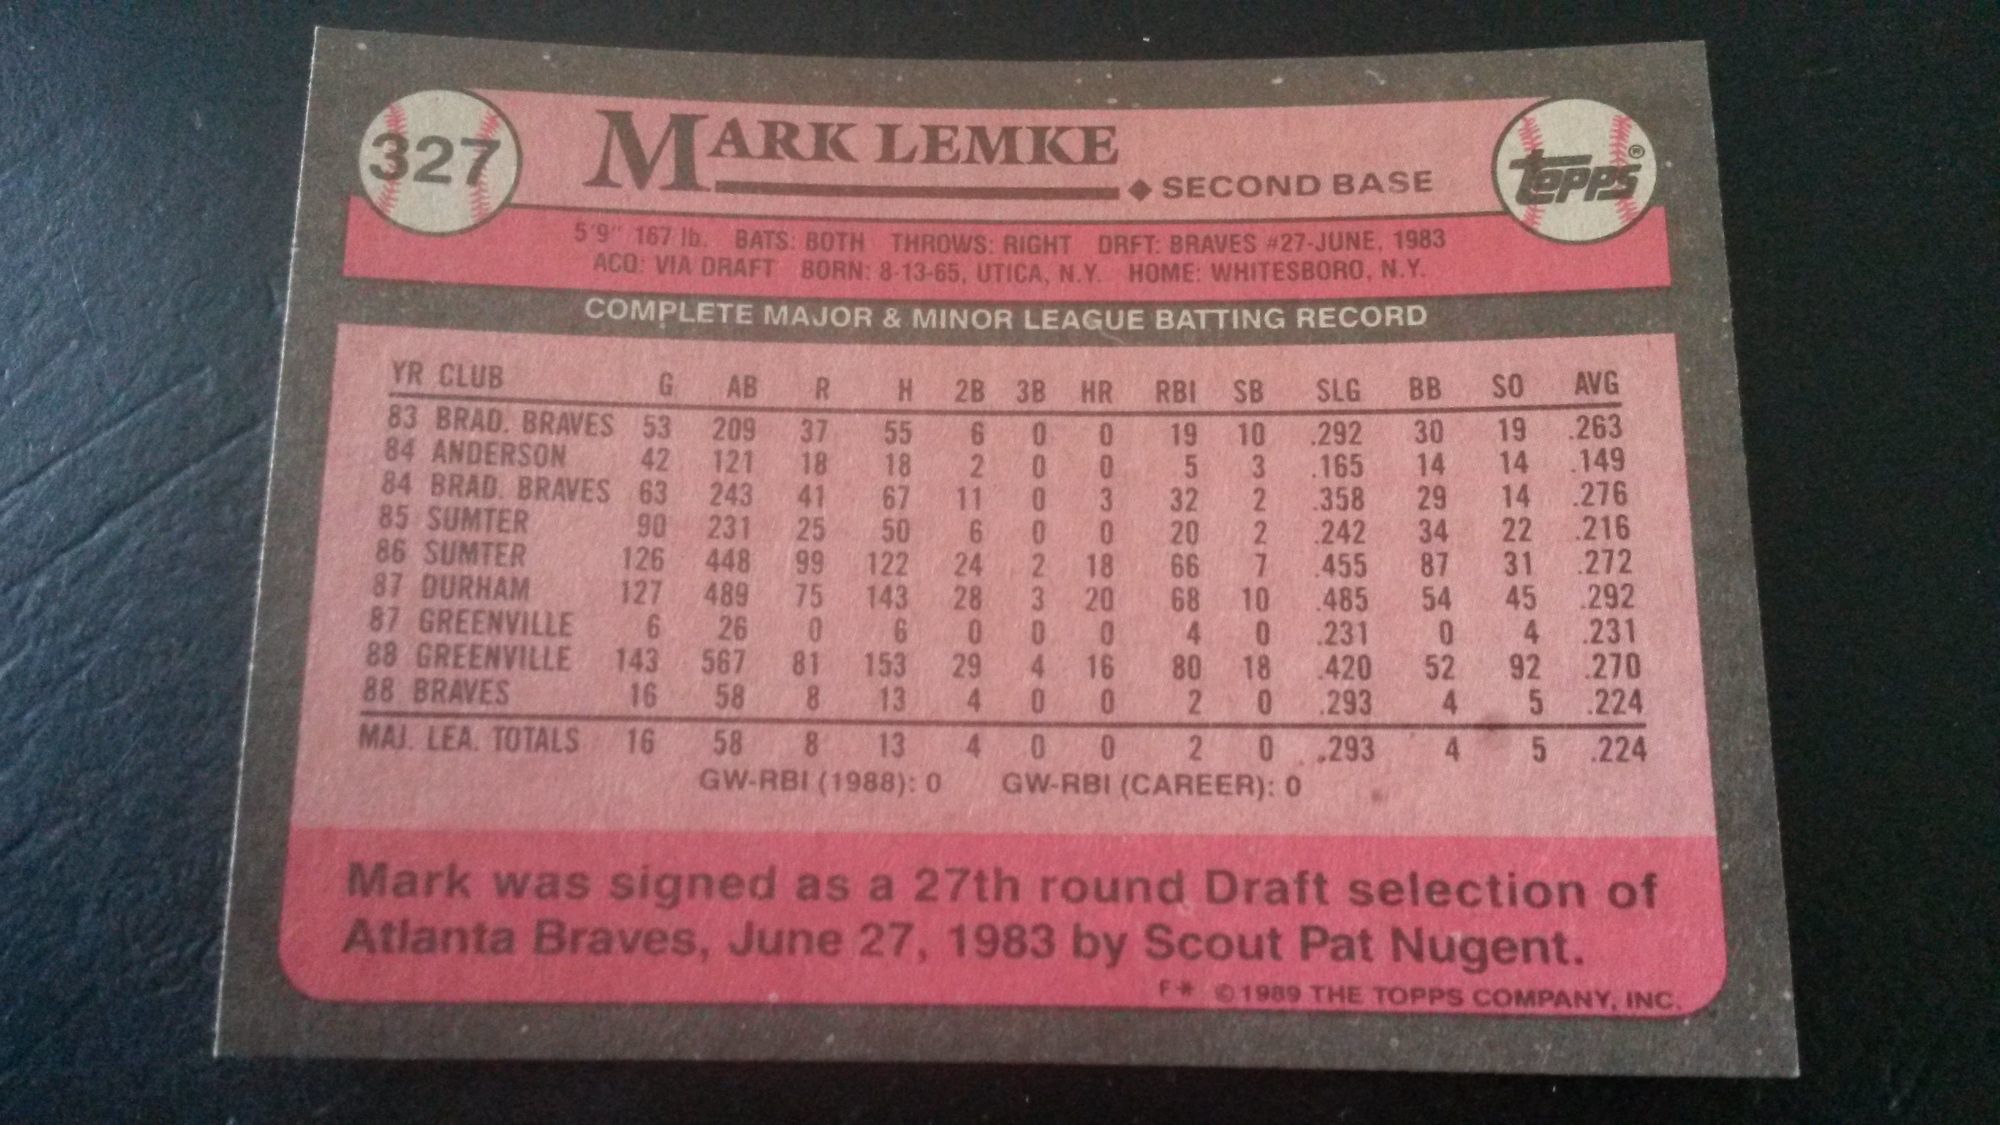 327
MARK LEMKE
SECOND BASE
topps®
5'9" 167 lb. BATS: BOTH THROWS: RIGHT DRFT: BRAVES #27-JUNE, 1983
ACQ: VIA DRAFT BORN: 8-13-65, UTICA, N.Y. HOME: WHITESBORO, N.Y.
COMPLETE MAJOR & MINOR LEAGUE BATTING RECORD
YR CLUB G AB R H 2B 3B HR RBI SB SLG BB SO AVG
83 BRAD. BRAVES 53 209 37 55 6 0 0 19 10 .292 30 19 .263
84 ANDERSON 42 121 18 18 2 0 0 5 3 .165 14 14 .149
84 BRAD. BRAVES 63 243 41 67 11 0 3 32 2 .358 29 14 .276
85 SUMTER 90 231 25 50 6 0 0 20 2 .242 34 22 .216
86 SUMTER 126 448 99 122 24 2 18 66 7 .455 87 31 .272
87 DURHAM 127 489 75 143 28 3 20 68 10 .485 54 45 .292
87 GREENVILLE 6 26 0 6 0 0 0 4 0 .231 0 4 .231
88 GREENVILLE 143 567 81 153 29 4 16 80 18 .420 52 92 .270
88 BRAVES 16 58 8 13 4 0 0 2 0 .293 4 5 .224
MAJ. LEA. TOTALS 16 58 8 13 4 0 0 2 0 .293 4 5 .224
GW-RBI (1988): 0 GW-RBI (CAREER): 0
Mark was signed as a 27th round Draft selection of
Atlanta Braves, June 27, 1983 by Scout Pat Nugent.
F* © 1989 THE TOPPS COMPANY, INC.